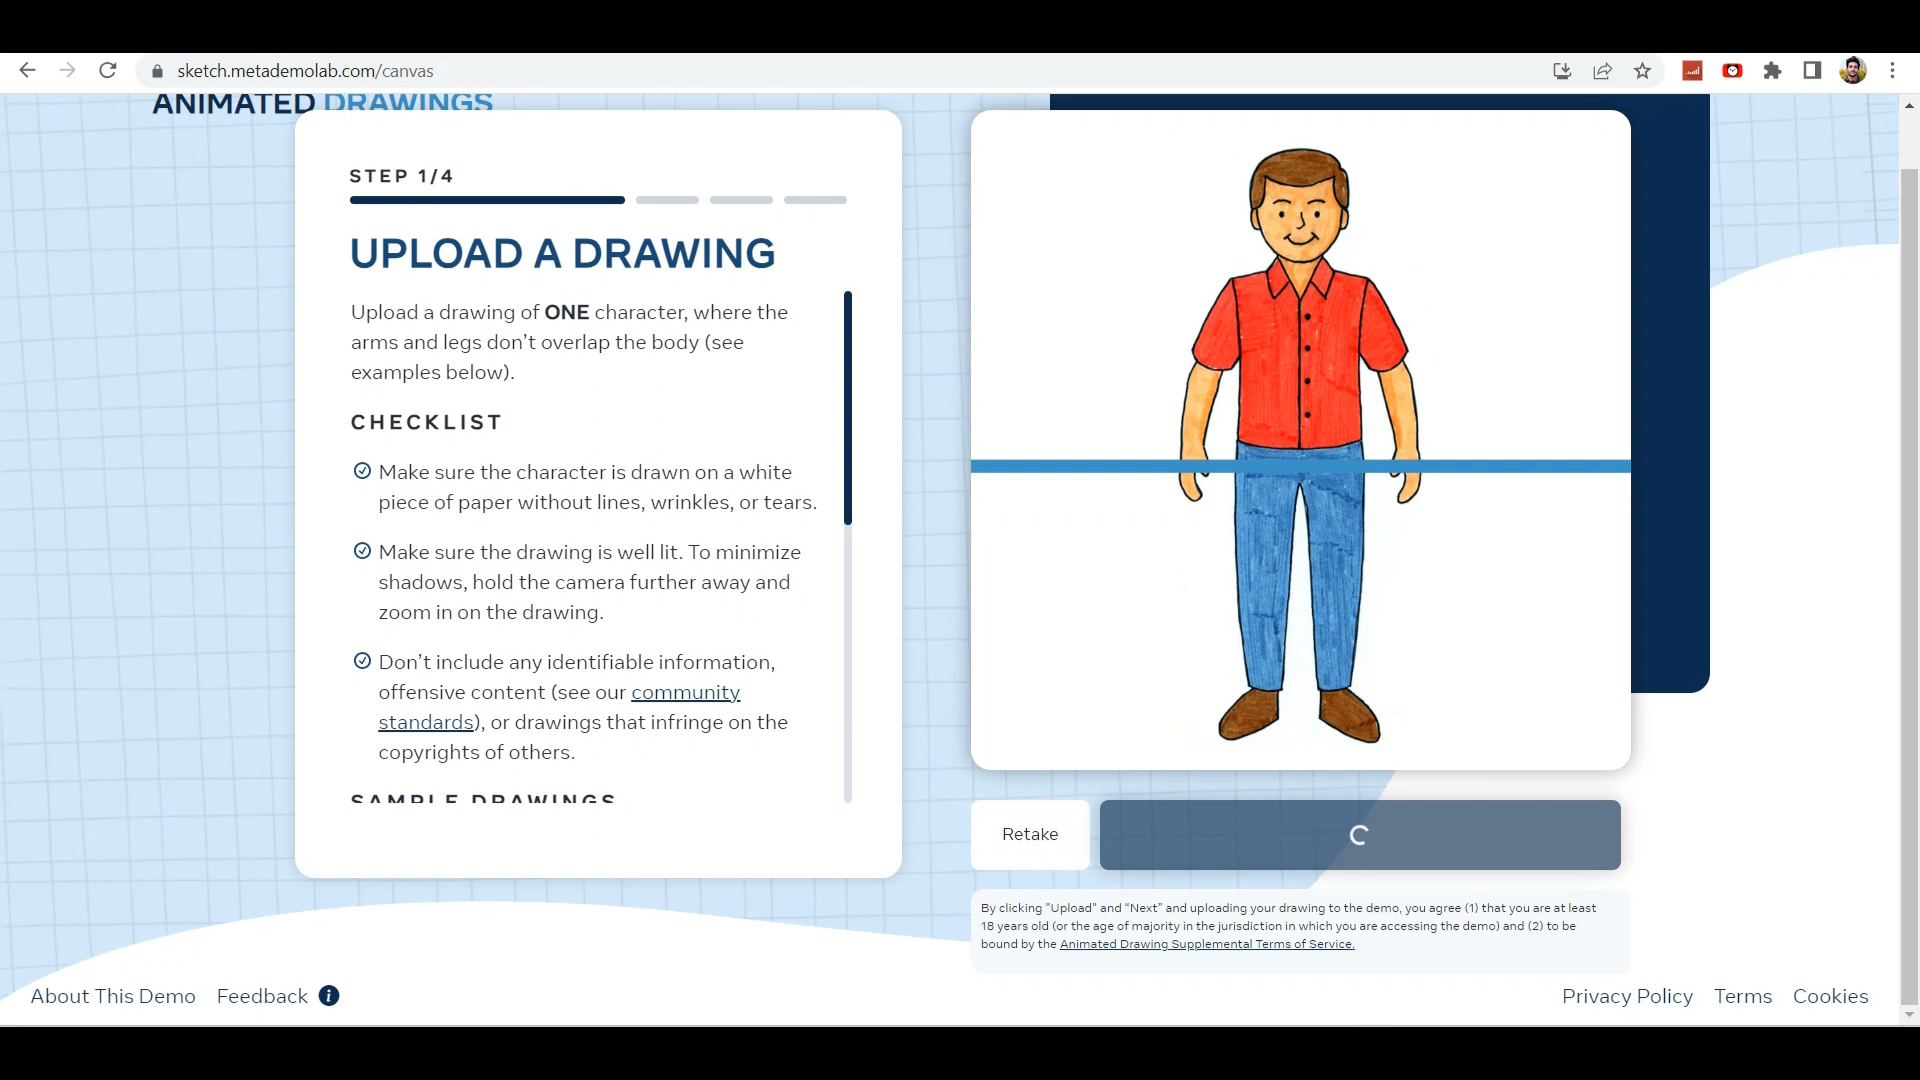 sketch.metademolab.com/canvas
ANIMATED DRAWINGS
STEP 1/4
UPLOAD A DRAWING
Upload a drawing of ONE character, where the
arms and legs don’t overlap the body (see
examples below).
CHECKLIST
Make sure the character is drawn on a white
piece of paper without lines, wrinkles, or tears.
Make sure the drawing is well lit. To minimize
shadows, hold the camera further away and
zoom in on the drawing.
Don’t include any identifiable information,
offensive content (see our community
standards), or drawings that infringe on the
copyrights of others.
SAMPLE DRAWINGS
Retake
By clicking "Upload" and “Next” and uploading your drawing to the demo, you agree (1) that you are at least
18 years old (or the age of majority in the jurisdiction in which you are accessing the demo) and (2) to be
bound by the Animated Drawing Supplemental Terms of Service.
About This Demo Feedback i
Privacy Policy Terms Cookies